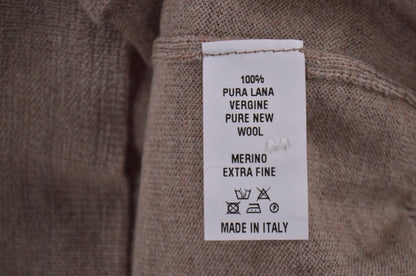 100%
PURA LANA
VERGINE
PURE NEW
WOOL
MERINO
EXTRA FINE
MADE IN ITALY